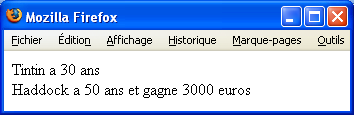 Mozilla Firefox
Fichier Édition Affichage Historique Marque-pages Outils
Tintin a 30 ans
Haddock a 50 ans et gagne 3000 euros